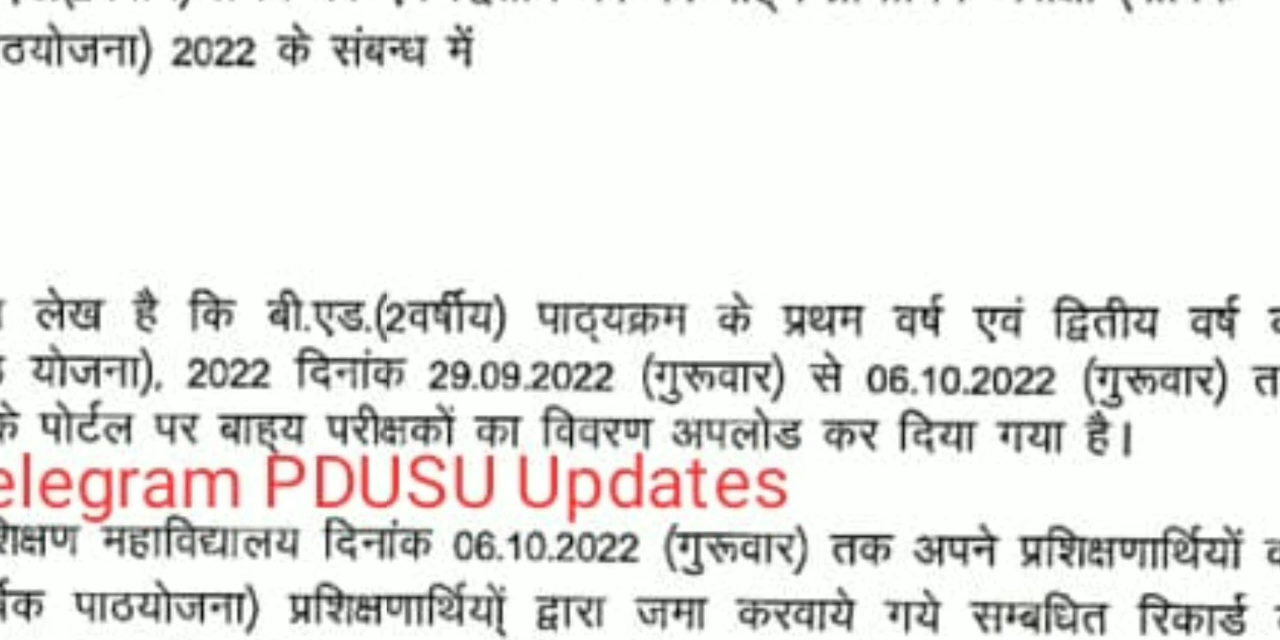 ठयोजना) 2022 के संबन्ध में
लेख है कि बी.एड.(2वर्षीय) पाठ्यक्रम के प्रथम वर्ष एवं द्वितीय वर्ष
योजना), 2022 दिनांक 29.09.2022 (गुरूवार) से 06.10.2022 (गुरूवार) त
के पोर्टल पर बाह्य परीक्षकों का विवरण अपलोड कर दिया गया है।
elegram PDUSU Updates
शिक्षण महाविद्यालय दिनांक 06.10.2022 (गुरूवार) तक अपने प्रशिक्षणार्थियों
पाठयोजना) प्रशिक्षणार्थियों द्वारा जमा करवाये गये सम्बधित रिकार्ड